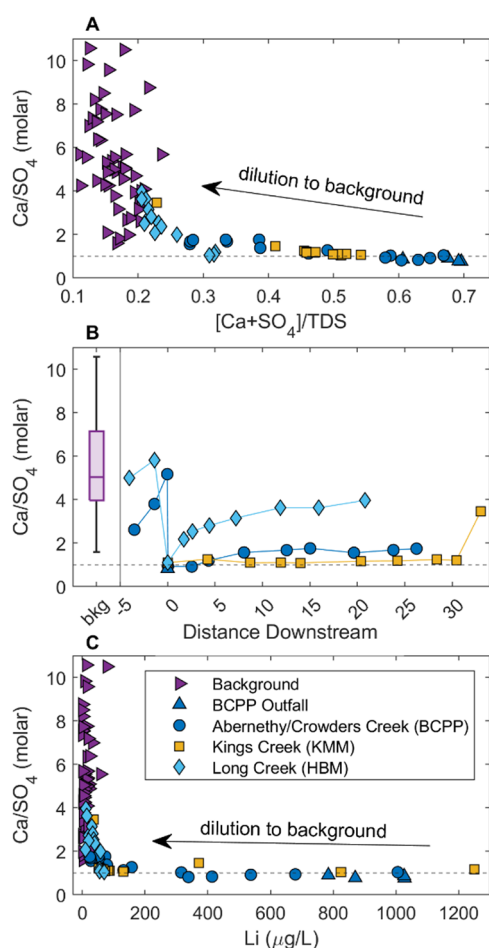 A
Ca/SO4 (molar)
10
8
6
4
2
0
dilution to background
0.1 0.2 0.3 0.4 0.5 0.6 0.7
[Ca+SO4]/TDS
B
Ca/SO4 (molar)
10
8
6
4
2
0
bkg -5 0 5 10 15 20 25 30
Distance Downstream
C
Ca/SO4 (molar)
10
8
6
4
2
0
Background
BCPP Outfall
Abernethy/Crowders Creek (BCPP)
Kings Creek (KMM)
Long Creek (HBM)
dilution to background
0 200 400 600 800 1000 1200
Li (µg/L)